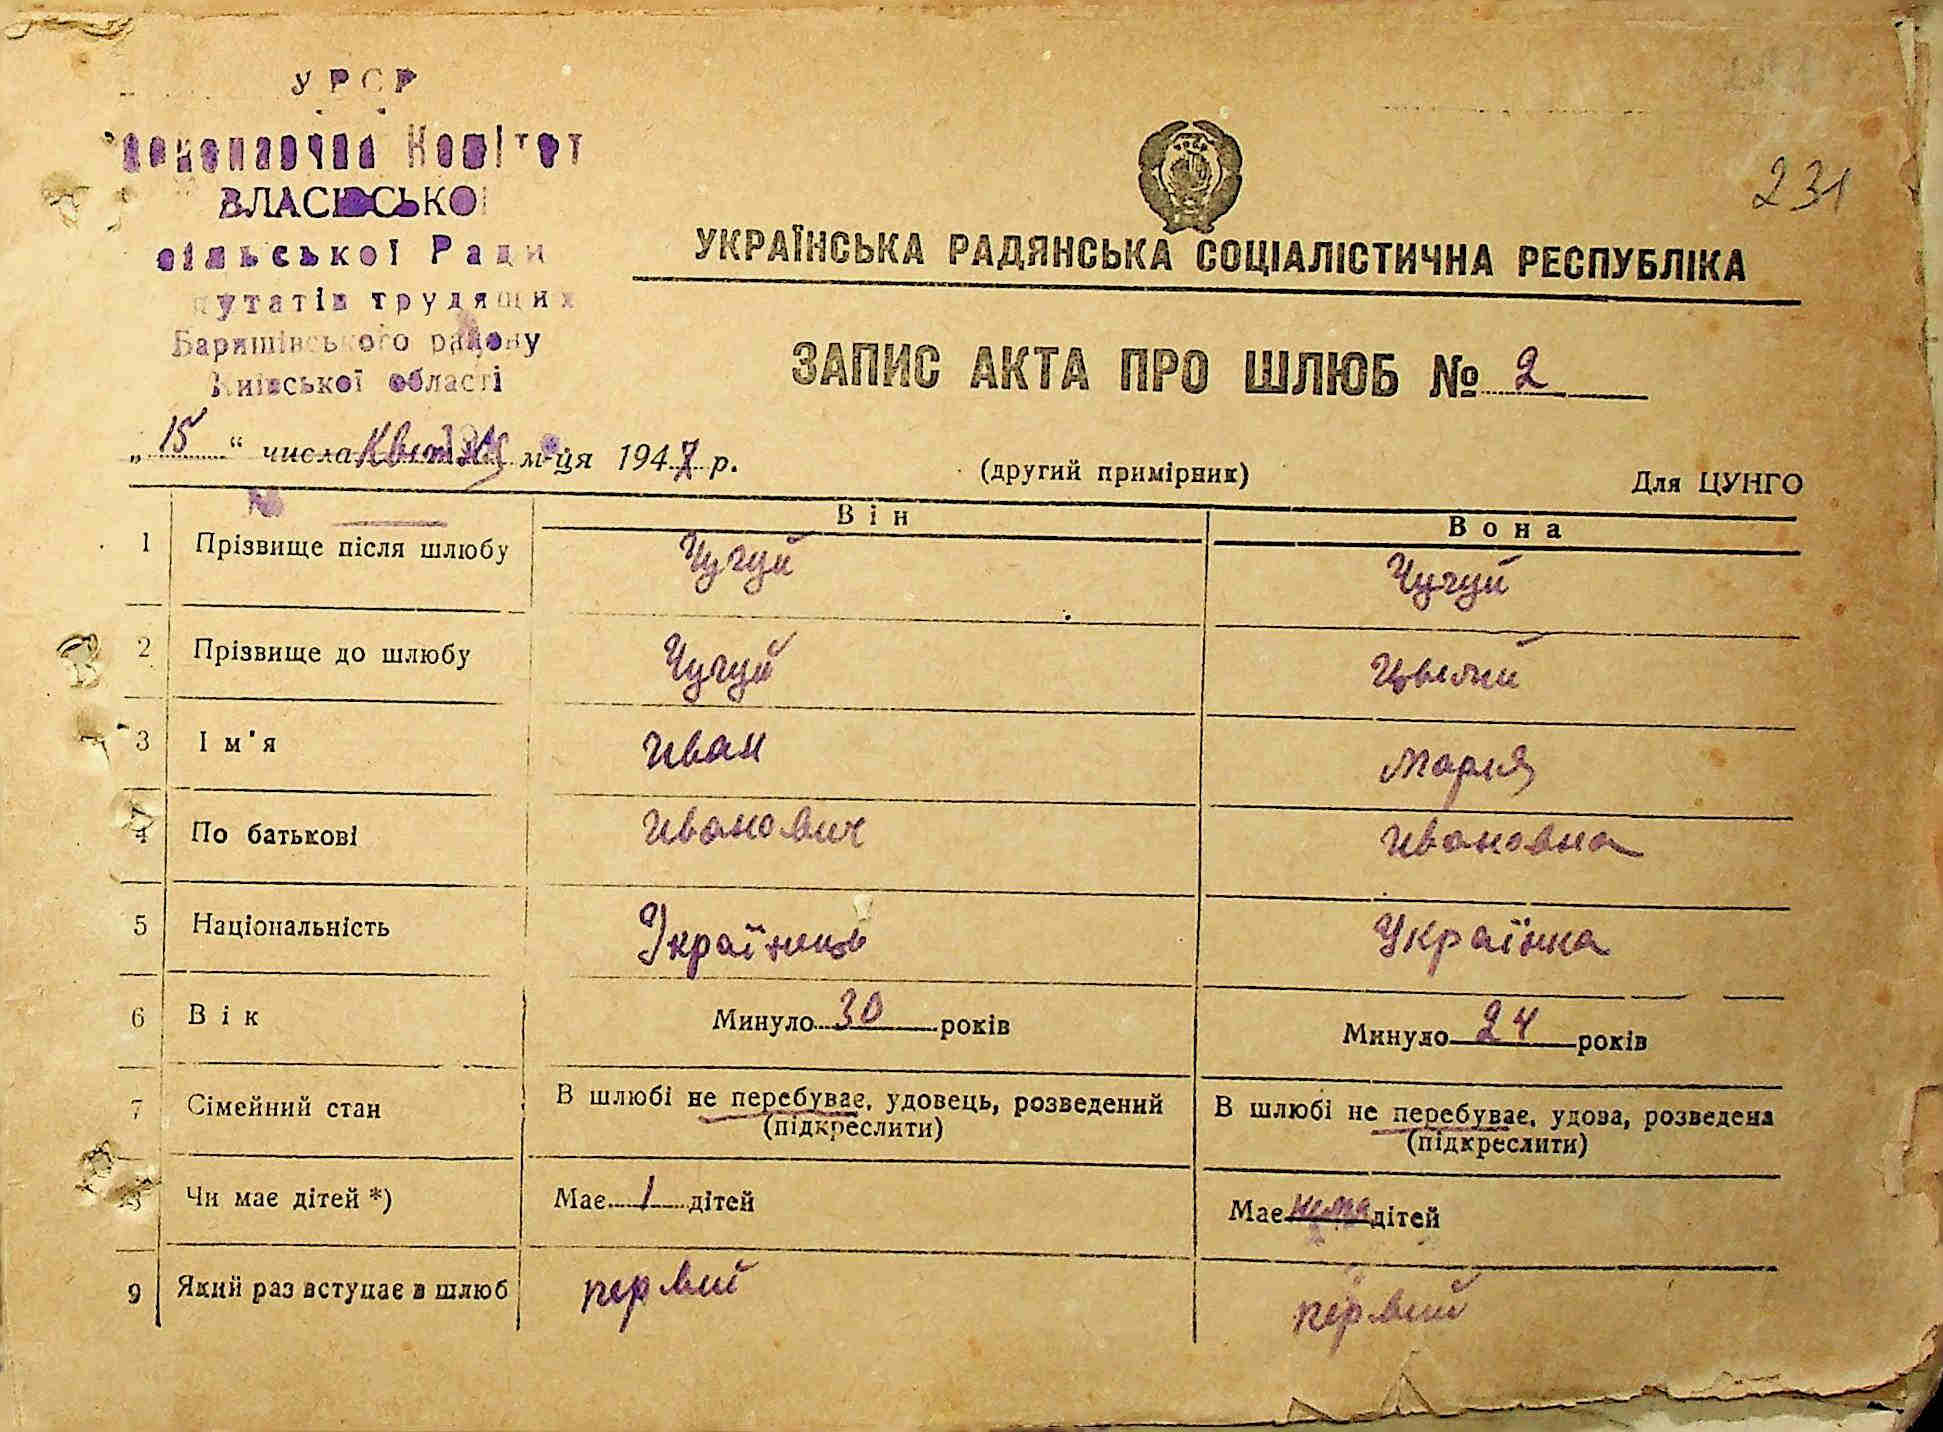 УРСР
Виконавчий Комітет
ВЛАСІВСЬКОЇ
сільської Ради
путатів трудящих
Баришівського району
Київської області
231
УКРАЇНСЬКА РАДЯНСЬКА СОЦІАЛІСТИЧНА РЕСПУБЛІКА
ЗАПИС АКТА ПРО ШЛЮБ № 2
„15“ числа Квітня м-ця 1947 р.
(другий примірник)
Для ЦУНГО
Він
Вона
1 Прізвище після шлюбу Чугуй Чугуй
2 Прізвище до шлюбу Чугуй Цвілий
3 Ім'я Иван Мария
4 По батькові Иванович Ивановна
5 Національність Українець Українка
6 Вік Минуло 30 років Минуло 24 років
7 Сімейний стан В шлюбі не перебуває, удовець, розведений В шлюбі не перебуває, удова, розведена
(підкреслити) (підкреслити)
8 Чи має дітей *) Має 1 дітей Має нема дітей
9 Який раз вступає в шлюб первий первий